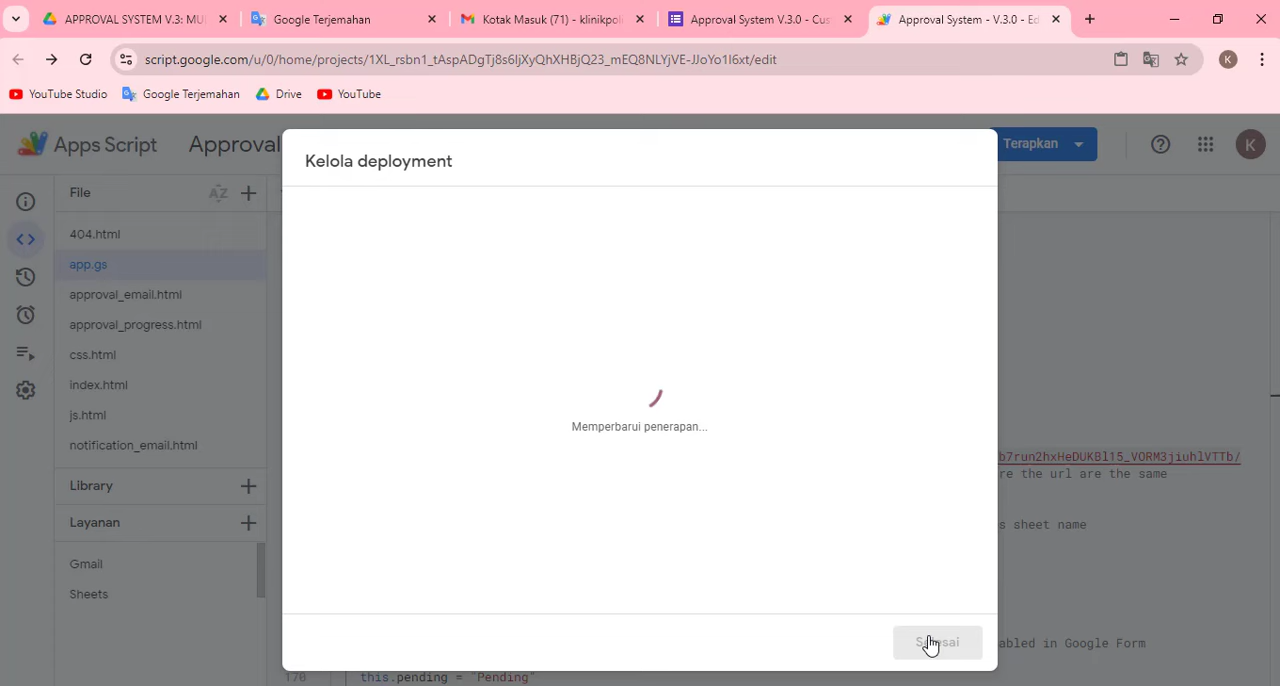 APPROVAL SYSTEM V.3: MU
Google Terjemahan
Kotak Masuk (71) - klinikpol
Approval System V.3.0 - Cus
Approval System - V.3.0 - Ed
script.google.com/u/0/home/projects/1XL_rsbn1_tAspADgTj8s6ljXyQhXHBjQ23_mEQ8NLYjVE-JJoYo1I6xt/edit
K
YouTube Studio
Google Terjemahan
Drive
YouTube
Apps Script
Approval
Terapkan
K
Kelola deployment
File
AZ
404.html
app.gs
approval_email.html
approval_progress.html
css.html
index.html
js.html
notification_email.html
Library
Layanan
Gmail
Sheets
Memperbarui penerapan...
b7run2hxHeDUKBl15_VORM3jiuhlVTTb/
re the url are the same
s sheet name
abled in Google Form
Selesai
170 this.pending = "Pending"